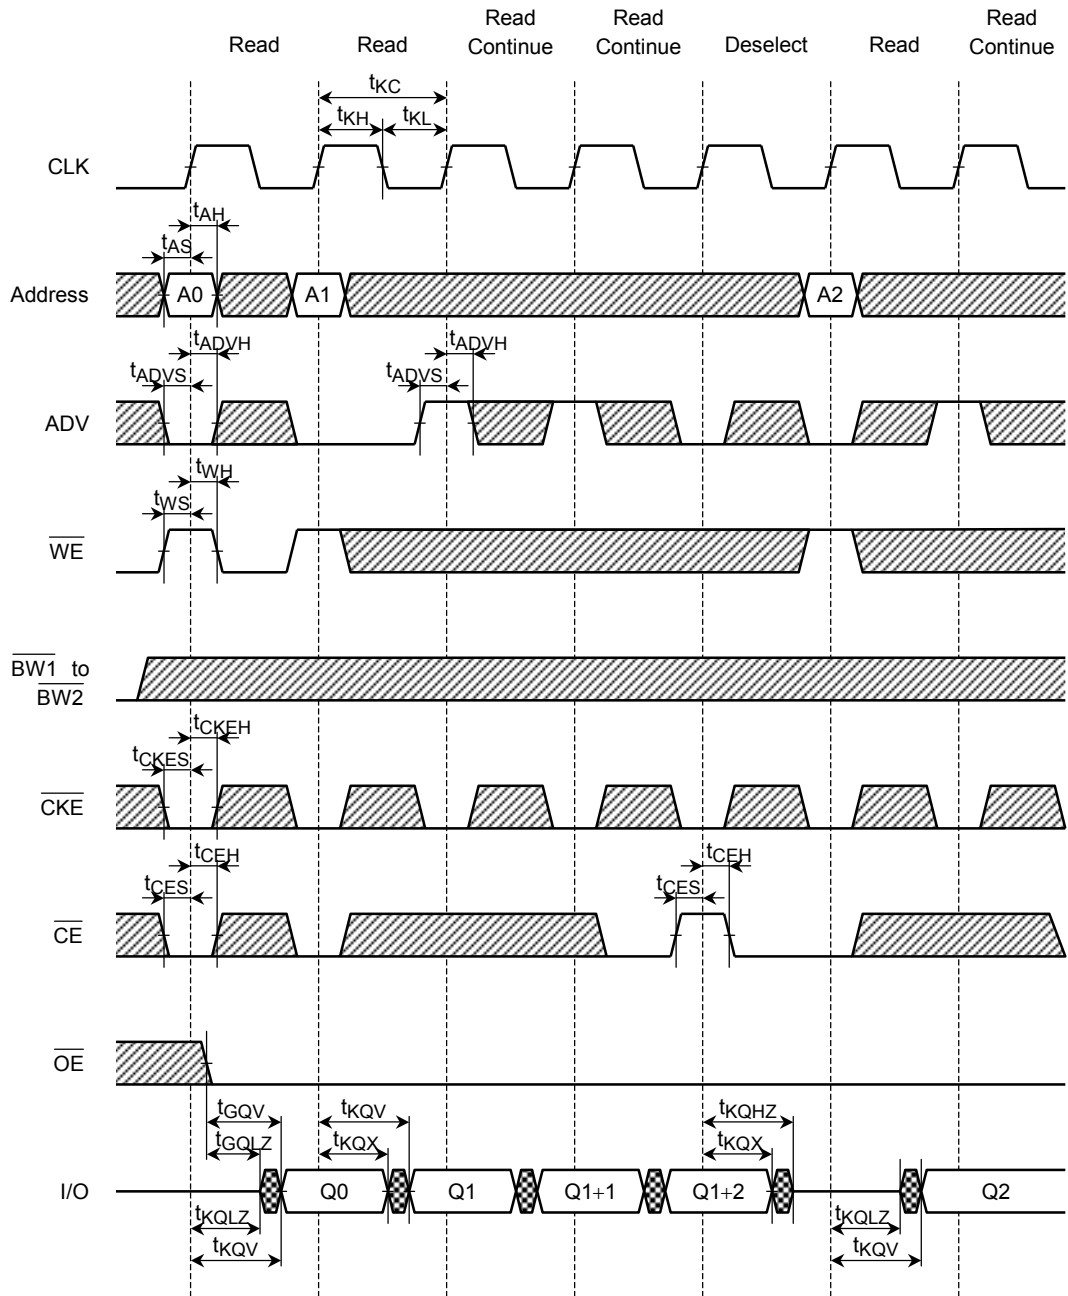 Read Read Read Read
Read Read Continue Continue Deselect Read Continue
tKC
tKH tKL
CLK
tAH
tAS
Address A0 A1 A2
tADVH tADVH
tADVS tADVS
ADV
tWH
tWS
WE
BW1 to
BW2
tCKEH
tCKES
CKE
tCEH tCEH
tCES tCES
CE
OE
tGQV tKQV tKQHZ
tGQLZ tKQX tKQX
I/O Q0 Q1 Q1+1 Q1+2 Q2
tKQLZ tKQLZ
tKQV tKQV